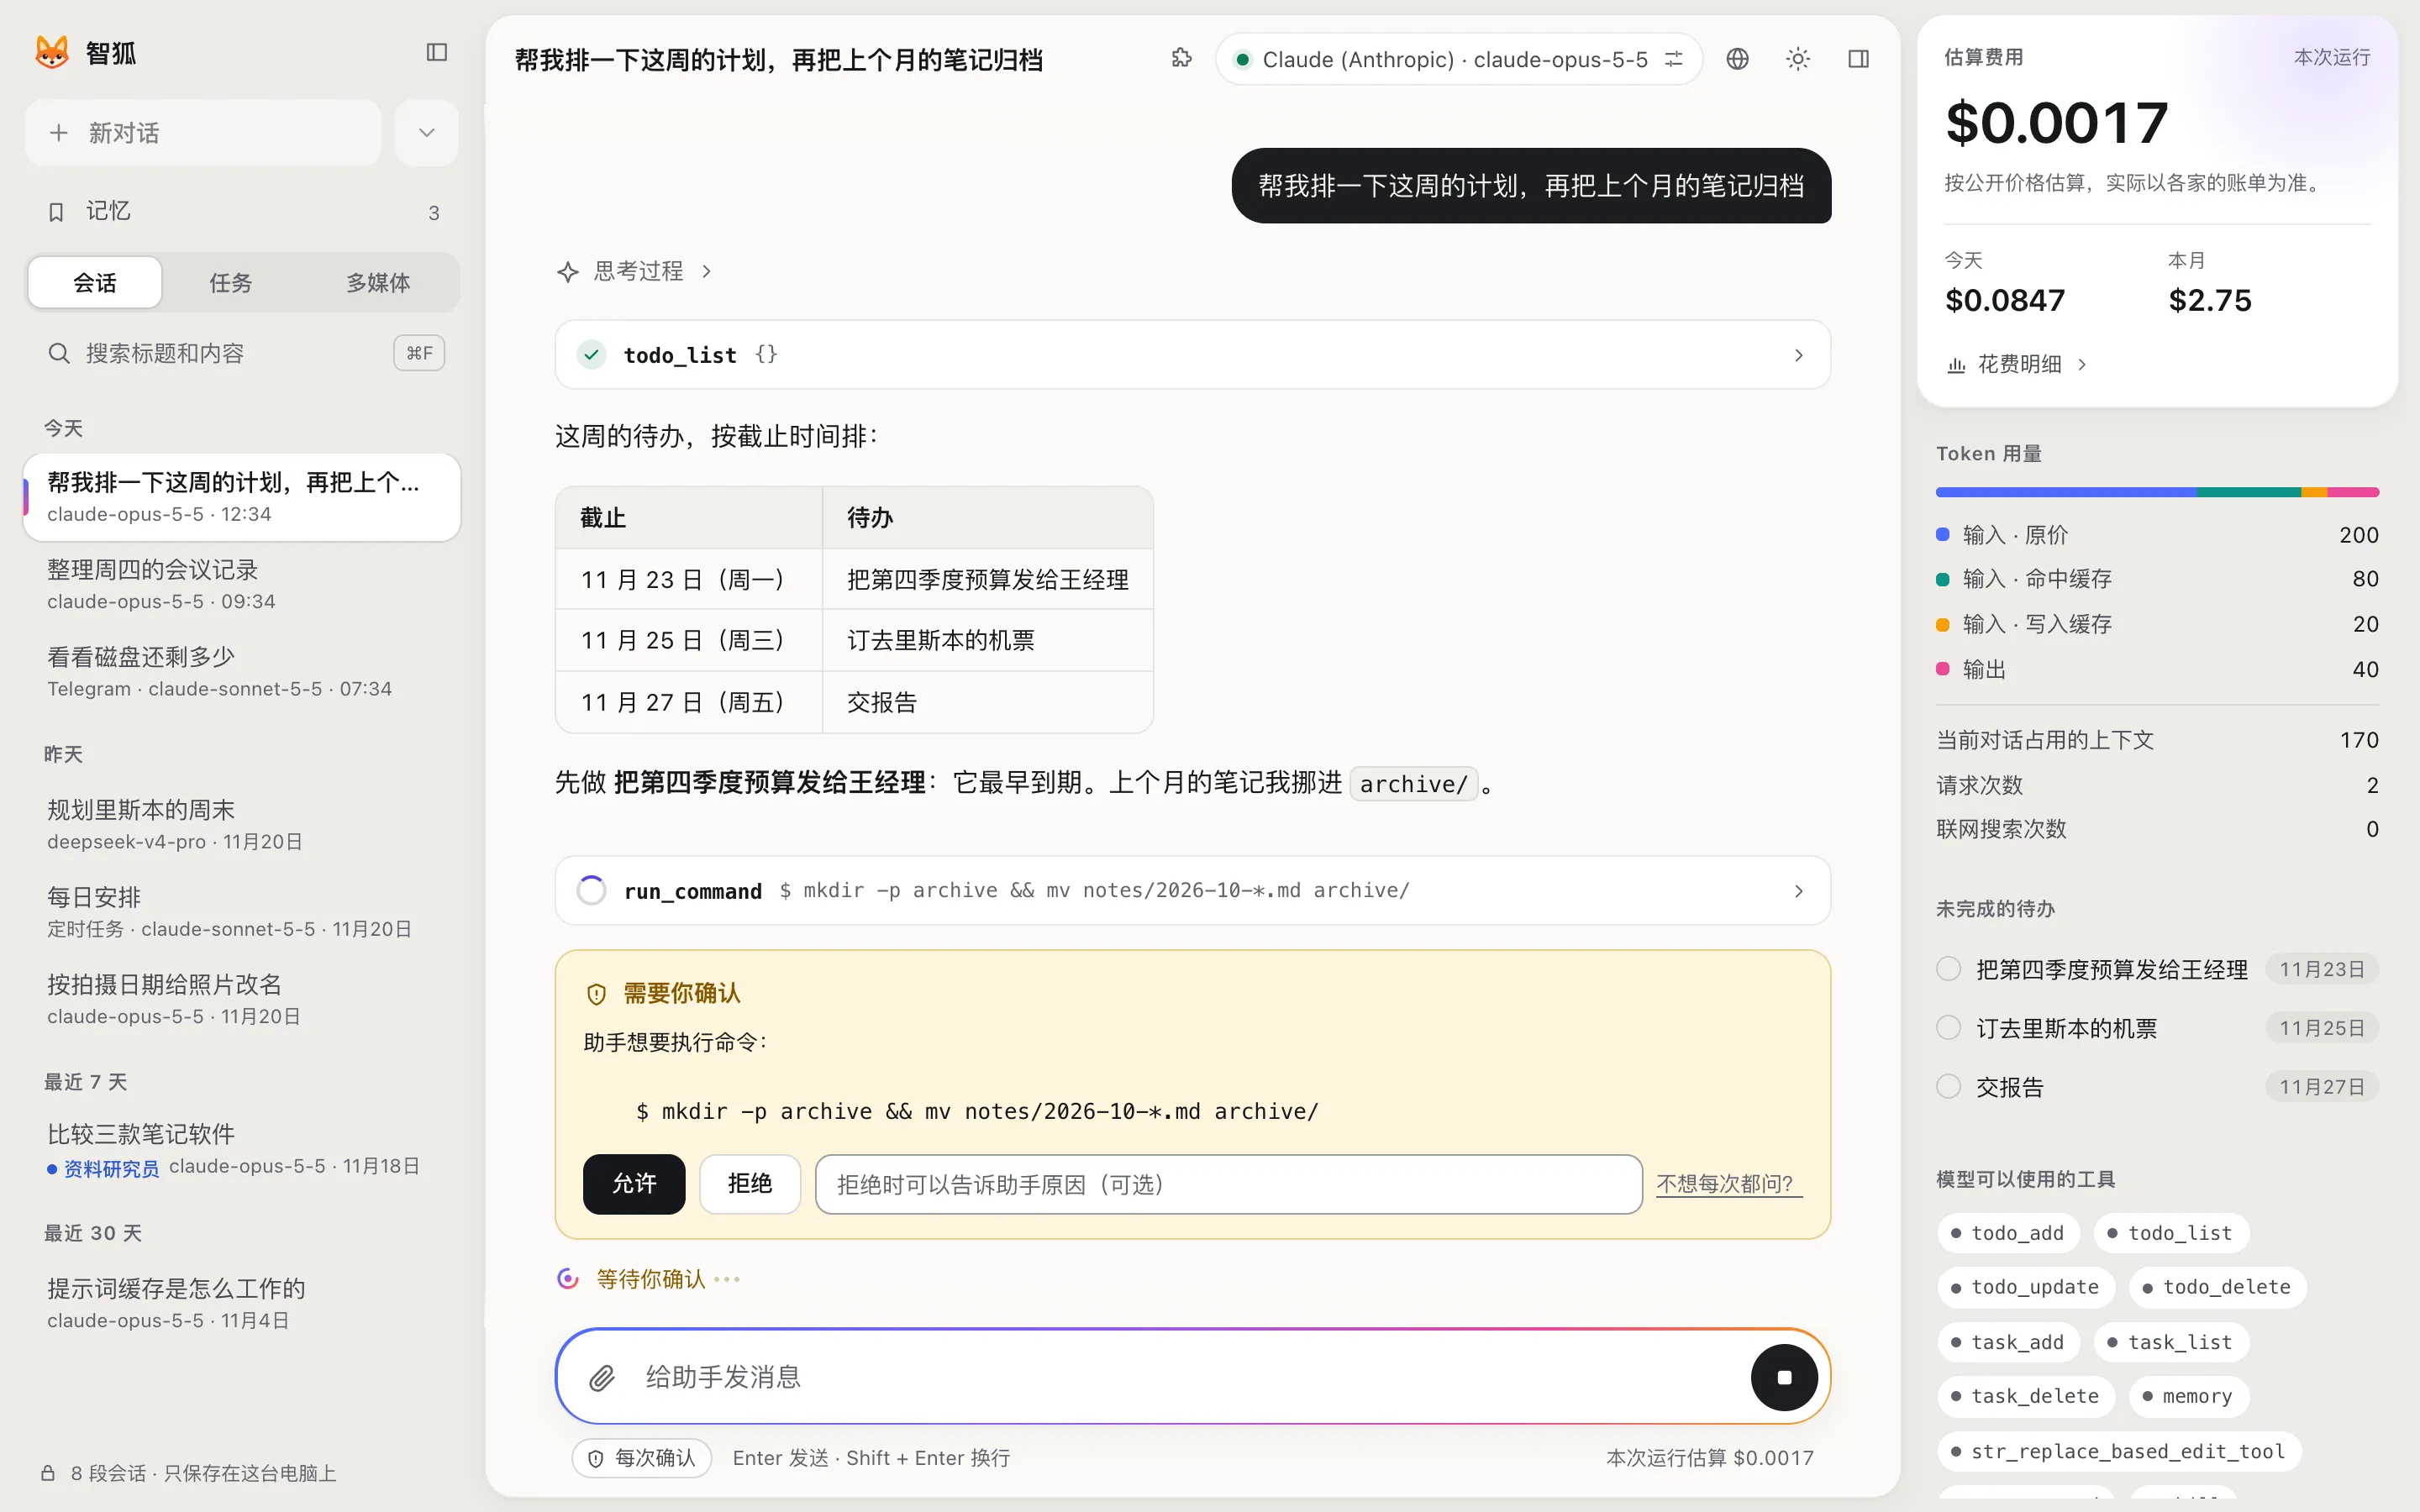 智狐
新对话
记忆 3
会话 任务 多媒体
搜索标题和内容 ⌘F
今天
帮我排一下这周的计划，再把上个...
claude-opus-5-5 · 12:34
整理周四的会议记录
claude-opus-5-5 · 09:34
看看磁盘还剩多少
Telegram · claude-sonnet-5-5 · 07:34
昨天
规划里斯本的周末
deepseek-v4-pro · 11月20日
每日安排
定时任务 · claude-sonnet-5-5 · 11月20日
按拍摄日期给照片改名
claude-opus-5-5 · 11月20日
最近 7 天
比较三款笔记软件
资料研究员 claude-opus-5-5 · 11月18日
最近 30 天
提示词缓存是怎么工作的
claude-opus-5-5 · 11月4日
8 段会话 · 只保存在这台电脑上
帮我排一下这周的计划，再把上个月的笔记归档
Claude (Anthropic) · claude-opus-5-5
帮我排一下这周的计划，再把上个月的笔记归档
思考过程
todo_list {}
这周的待办，按截止时间排：
截止 待办
11 月 23 日（周一） 把第四季度预算发给王经理
11 月 25 日（周三） 订去里斯本的机票
11 月 27 日（周五） 交报告
先做 把第四季度预算发给王经理：它最早到期。上个月的笔记我挪进 archive/ 。
run_command $ mkdir -p archive && mv notes/2026-10-*.md archive/
需要你确认
助手想要执行命令：
$ mkdir -p archive && mv notes/2026-10-*.md archive/
允许 拒绝 拒绝时可以告诉助手原因（可选） 不想每次都问？
等待你确认
给助手发消息
每次确认 Enter 发送 · Shift + Enter 换行 本次运行估算 $0.0017
估算费用 本次运行
$0.0017
按公开价格估算，实际以各家的账单为准。
今天 本月
$0.0847 $2.75
花费明细
Token 用量
输入 · 原价 200
输入 · 命中缓存 80
输入 · 写入缓存 20
输出 40
当前对话占用的上下文 170
请求次数 2
联网搜索次数 0
未完成的待办
把第四季度预算发给王经理 11月23日
订去里斯本的机票 11月25日
交报告 11月27日
模型可以使用的工具
todo_add todo_list
todo_update todo_delete
task_add task_list
task_delete memory
str_replace_based_edit_tool